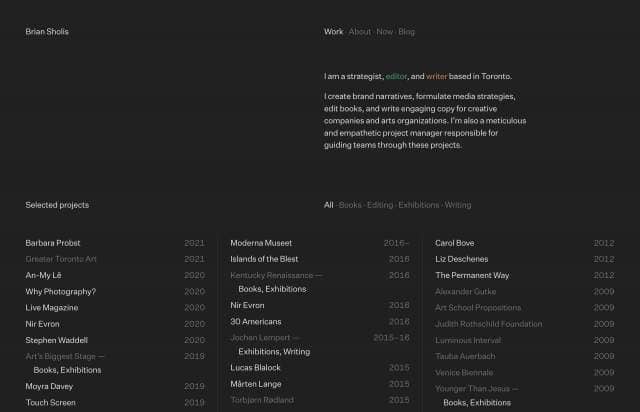 Brian Sholis
Work · About · Now · Blog
I am a strategist, editor, and writer based in Toronto.
I create brand narratives, formulate media strategies,
edit books, and write engaging copy for creative
companies and arts organizations. I'm also a meticulous
and empathetic project manager responsible for
guiding teams through these projects.
Selected projects
All · Books · Editing · Exhibitions · Writing
Barbara Probst 2021
Greater Toronto Art 2021
An-My Lê 2020
Why Photography? 2020
Live Magazine 2020
Nir Evron 2020
Stephen Waddell 2020
Art's Biggest Stage — 2019
Books, Exhibitions
Moyra Davey 2019
Touch Screen 2019
Moderna Museet 2016–
Islands of the Blest 2016
Kentucky Renaissance — 2016
Books, Exhibitions
Nir Evron 2016
30 Americans 2016
Jochen Lempert — 2015–16
Exhibitions, Writing
Lucas Blalock 2015
Mårten Lange 2015
Torbjørn Rødland 2015
Carol Bove 2012
Liz Deschenes 2012
The Permanent Way 2012
Alexander Gutke 2009
Art School Propositions 2009
Judith Rothschild Foundation 2009
Luminous Interval 2009
Tauba Auerbach 2009
Venice Biennale 2009
Younger Than Jesus — 2009
Books, Exhibitions